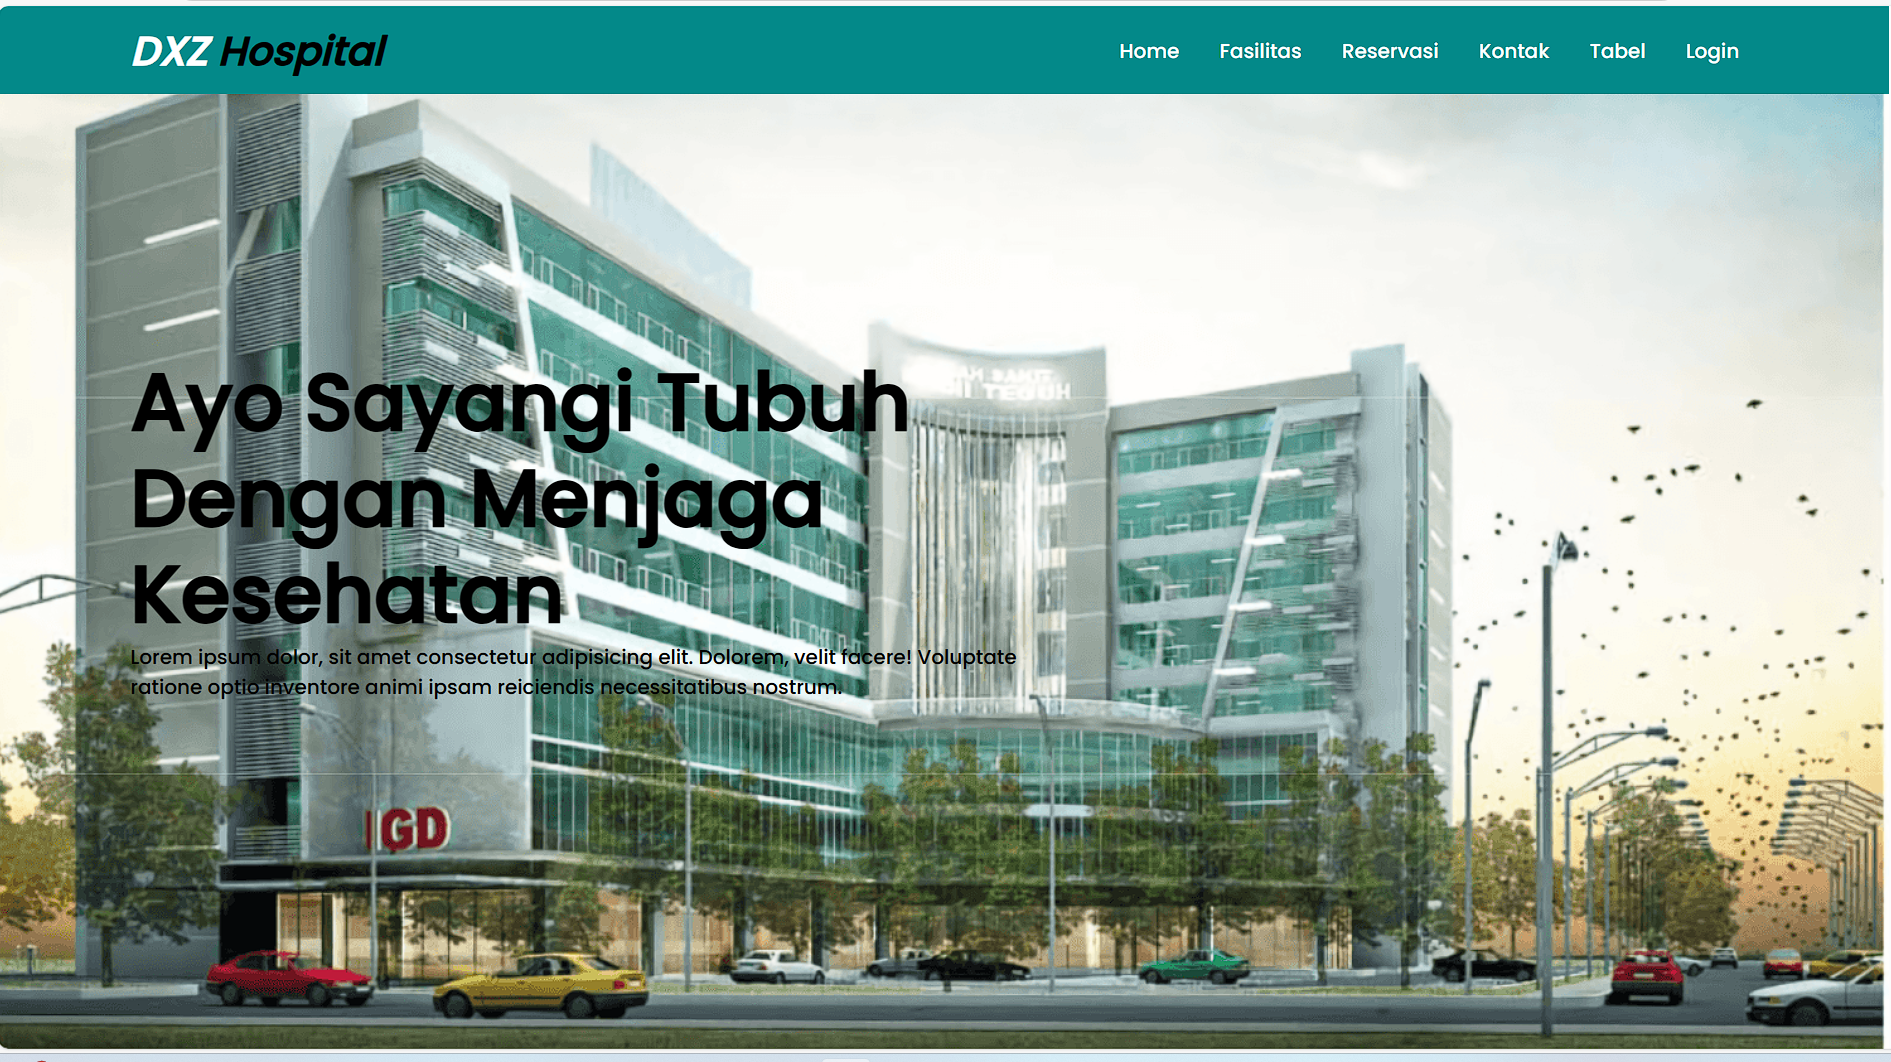 DXZ Hospital
Home Fasilitas Reservasi Kontak Tabel Login
Ayo Sayangi Tubuh
Dengan Menjaga
Kesehatan
Lorem ipsum dolor, sit amet consectetur adipisicing elit. Dolorem, velit facere! Voluptate
ratione optio inventore animi ipsam reiciendis necessitatibus nostrum.
IGD